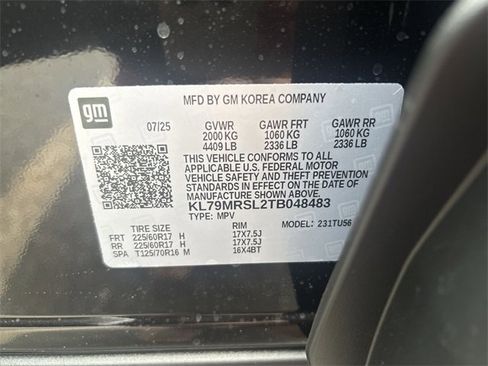 gm
MFD BY GM KOREA COMPANY
07/25 GVWR GAWR FRT GAWR RR
2000 KG 1060 KG 1060 KG
4409 LB 2336 LB 2336 LB
THIS VEHICLE CONFORMS TO ALL
APPLICABLE U.S. FEDERAL MOTOR
VEHICLE SAFETY AND THEFT
PREVENTION STANDARDS IN EFFECT ON
THE DATE OF MANUFACTURE SHOWN ABOVE.
KL79MRSL2TB048483
TYPE: MPV MODEL: 231TU56
TIRE SIZE RIM
FRT 225/60R17 H 17X7.5J
RR 225/60R17 H 17X7.5J
SPA T125/70R16 M 16X4BT